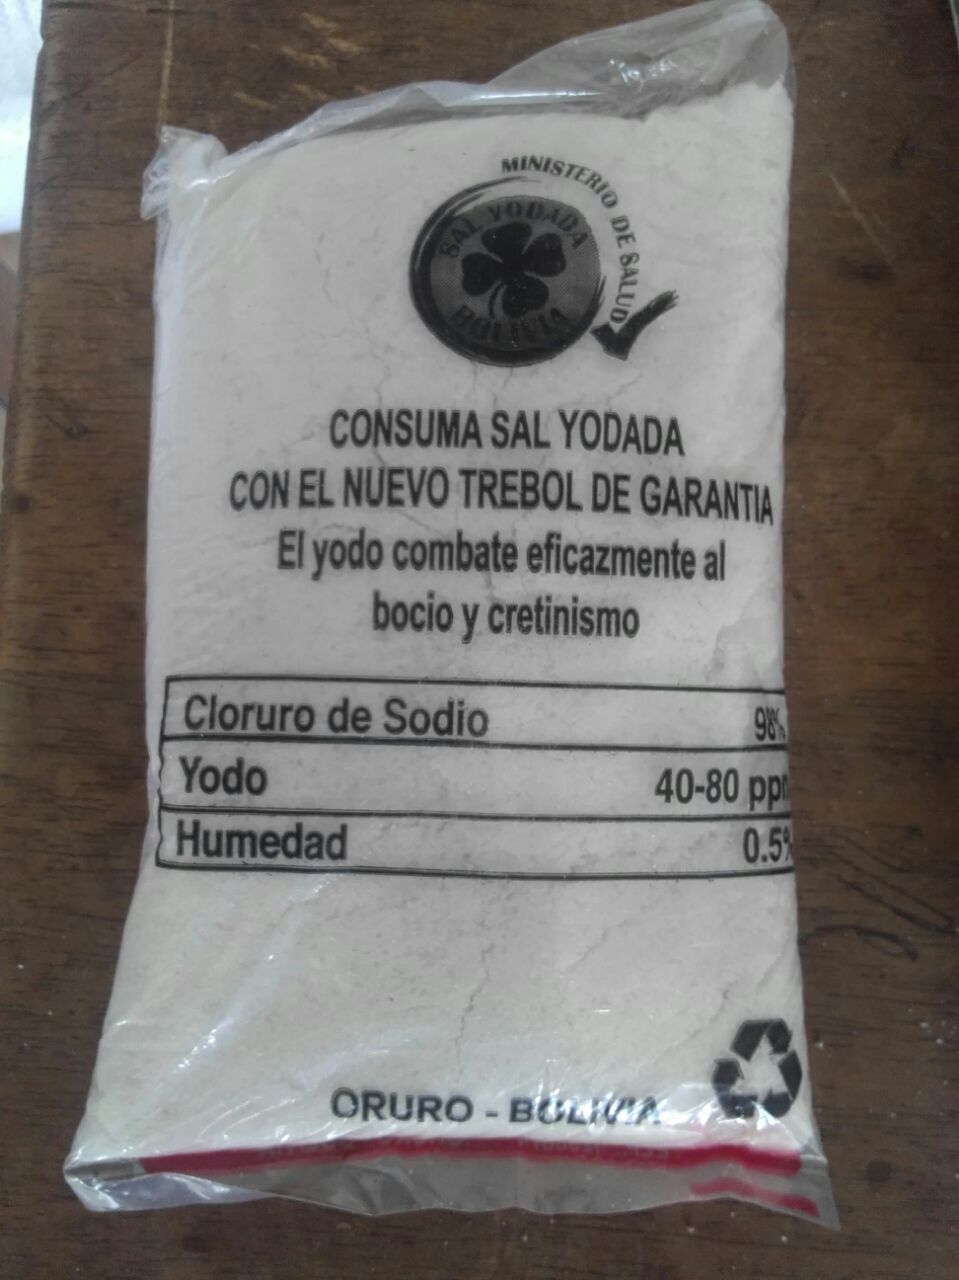 MINISTERIO DE SALUD
SAL YODADA
BOLIVIA
CONSUMA SAL YODADA
CON EL NUEVO TREBOL DE GARANTIA
El yodo combate eficazmente al
bocio y cretinismo
Cloruro de Sodio 98%
Yodo 40-80 ppm
Humedad 0.5%
ORURO - BOLIVIA